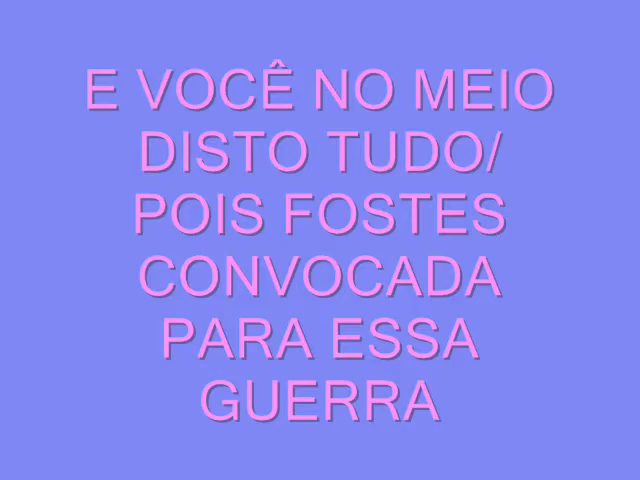 E VOCÊ NO MEIO
DISTO TUDO/
POIS FOSTES
CONVOCADA
PARA ESSA
GUERRA